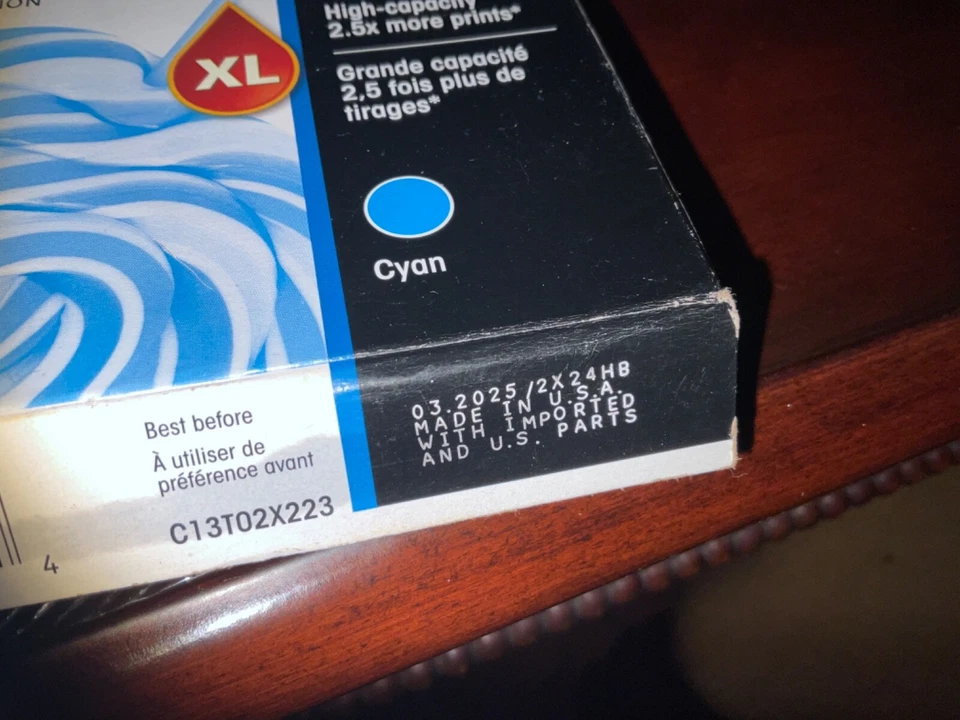 High-capacity
2.5x more prints*
Grande capacité
2,5 fois plus de
tirages*
XL
Cyan
03.2025/2X24HB
MADE IN U.S.A.
WITH IMPORTED
AND U.S. PARTS
Best before
À utiliser de
préférence avant
C13T02X223
4